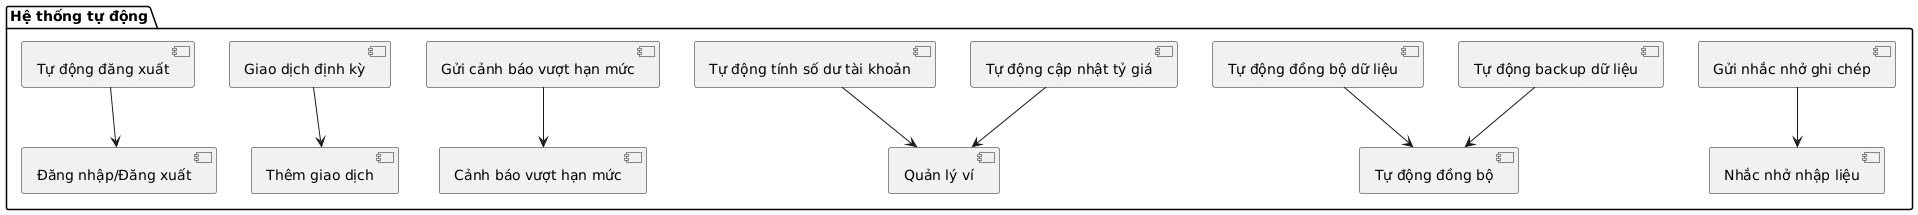 Hệ thống tự động
Tự động đăng xuất
Giao dịch định kỳ
Gửi cảnh báo vượt hạn mức
Tự động tính số dư tài khoản
Tự động cập nhật tỷ giá
Tự động đồng bộ dữ liệu
Tự động backup dữ liệu
Gửi nhắc nhở ghi chép
Đăng nhập/Đăng xuất
Thêm giao dịch
Cảnh báo vượt hạn mức
Quản lý ví
Tự động đồng bộ
Nhắc nhở nhập liệu